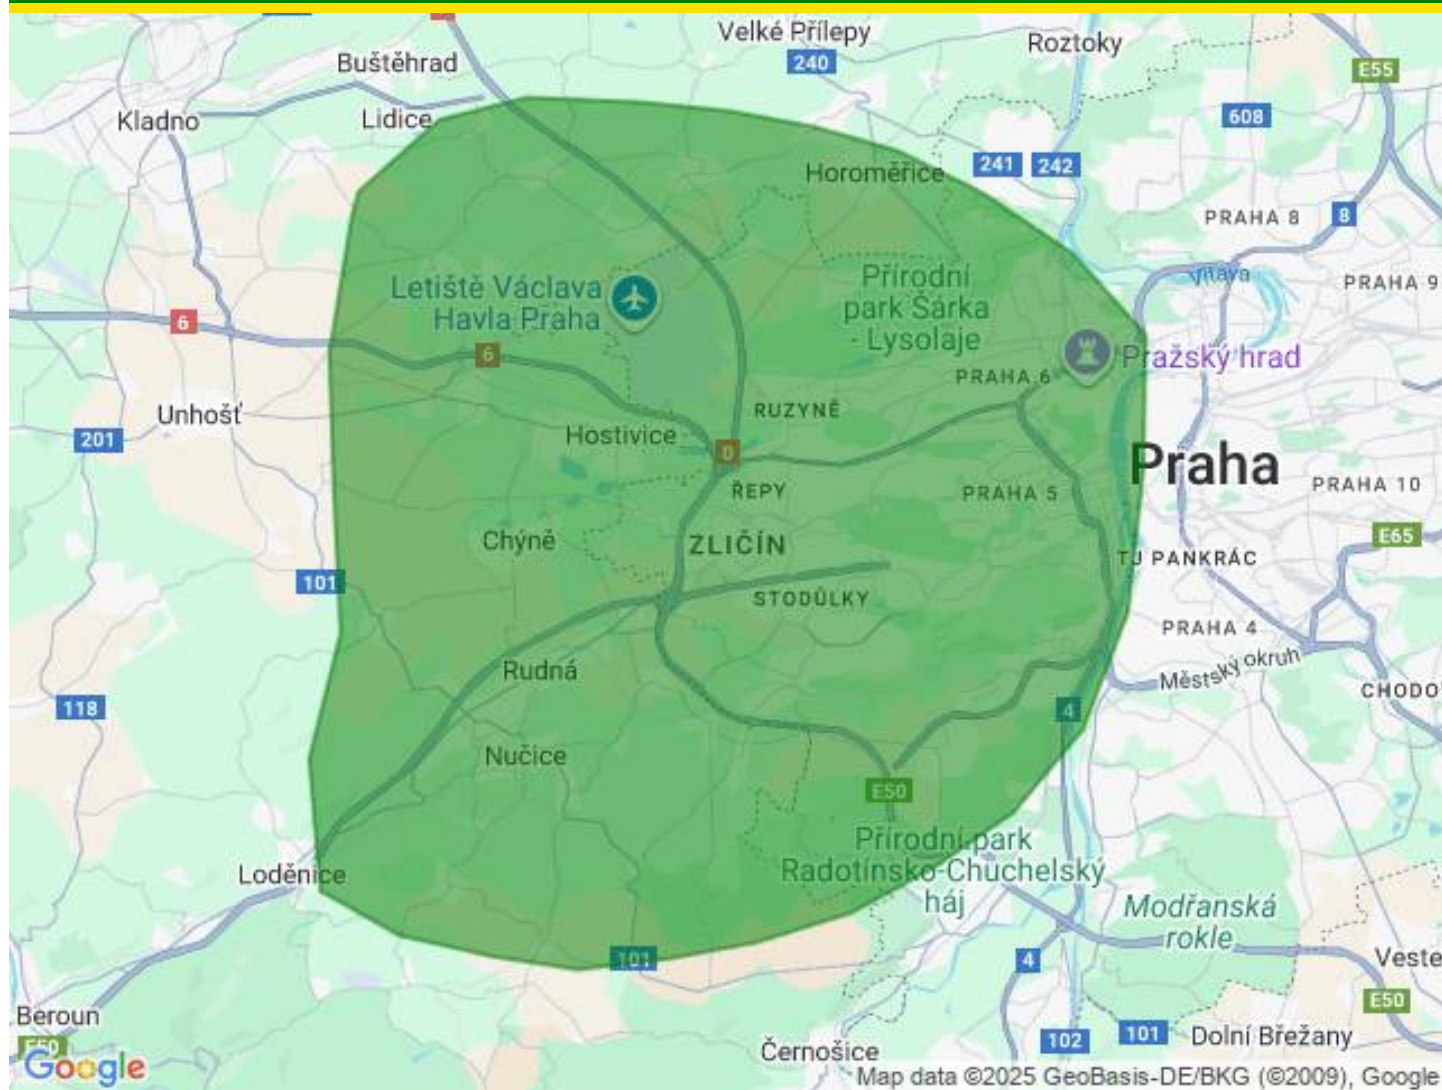 Velké Přílepy
Roztoky
240
Buštěhrad
E55
Kladno
Lidice
608
241
242
Horoměřice
PRAHA 8
8
Letiště Václava
Havla Praha
Přírodní
park Šárka
- Lysolaje
Vltava
PRAHA 9
6
6
Pražský hrad
PRAHA 6
Unhošť
RUZYNĚ
201
Hostivice
0
Praha
ŘEPY
PRAHA 5
PRAHA 10
Chýně
ZLIČÍN
E65
TJ PANKRÁC
101
STODŮLKY
PRAHA 4
Rudná
Městský okruh
118
4
CHODO
Nučice
E50
Přírodní park
Radotínsko-Chuchelský
háj
Loděnice
Modřanská
rokle
101
4
Veste
E50
Beroun
E50
102
101
Dolní Břežany
Černošice
Google
Map data ©2025 GeoBasis-DE/BKG (©2009), Google